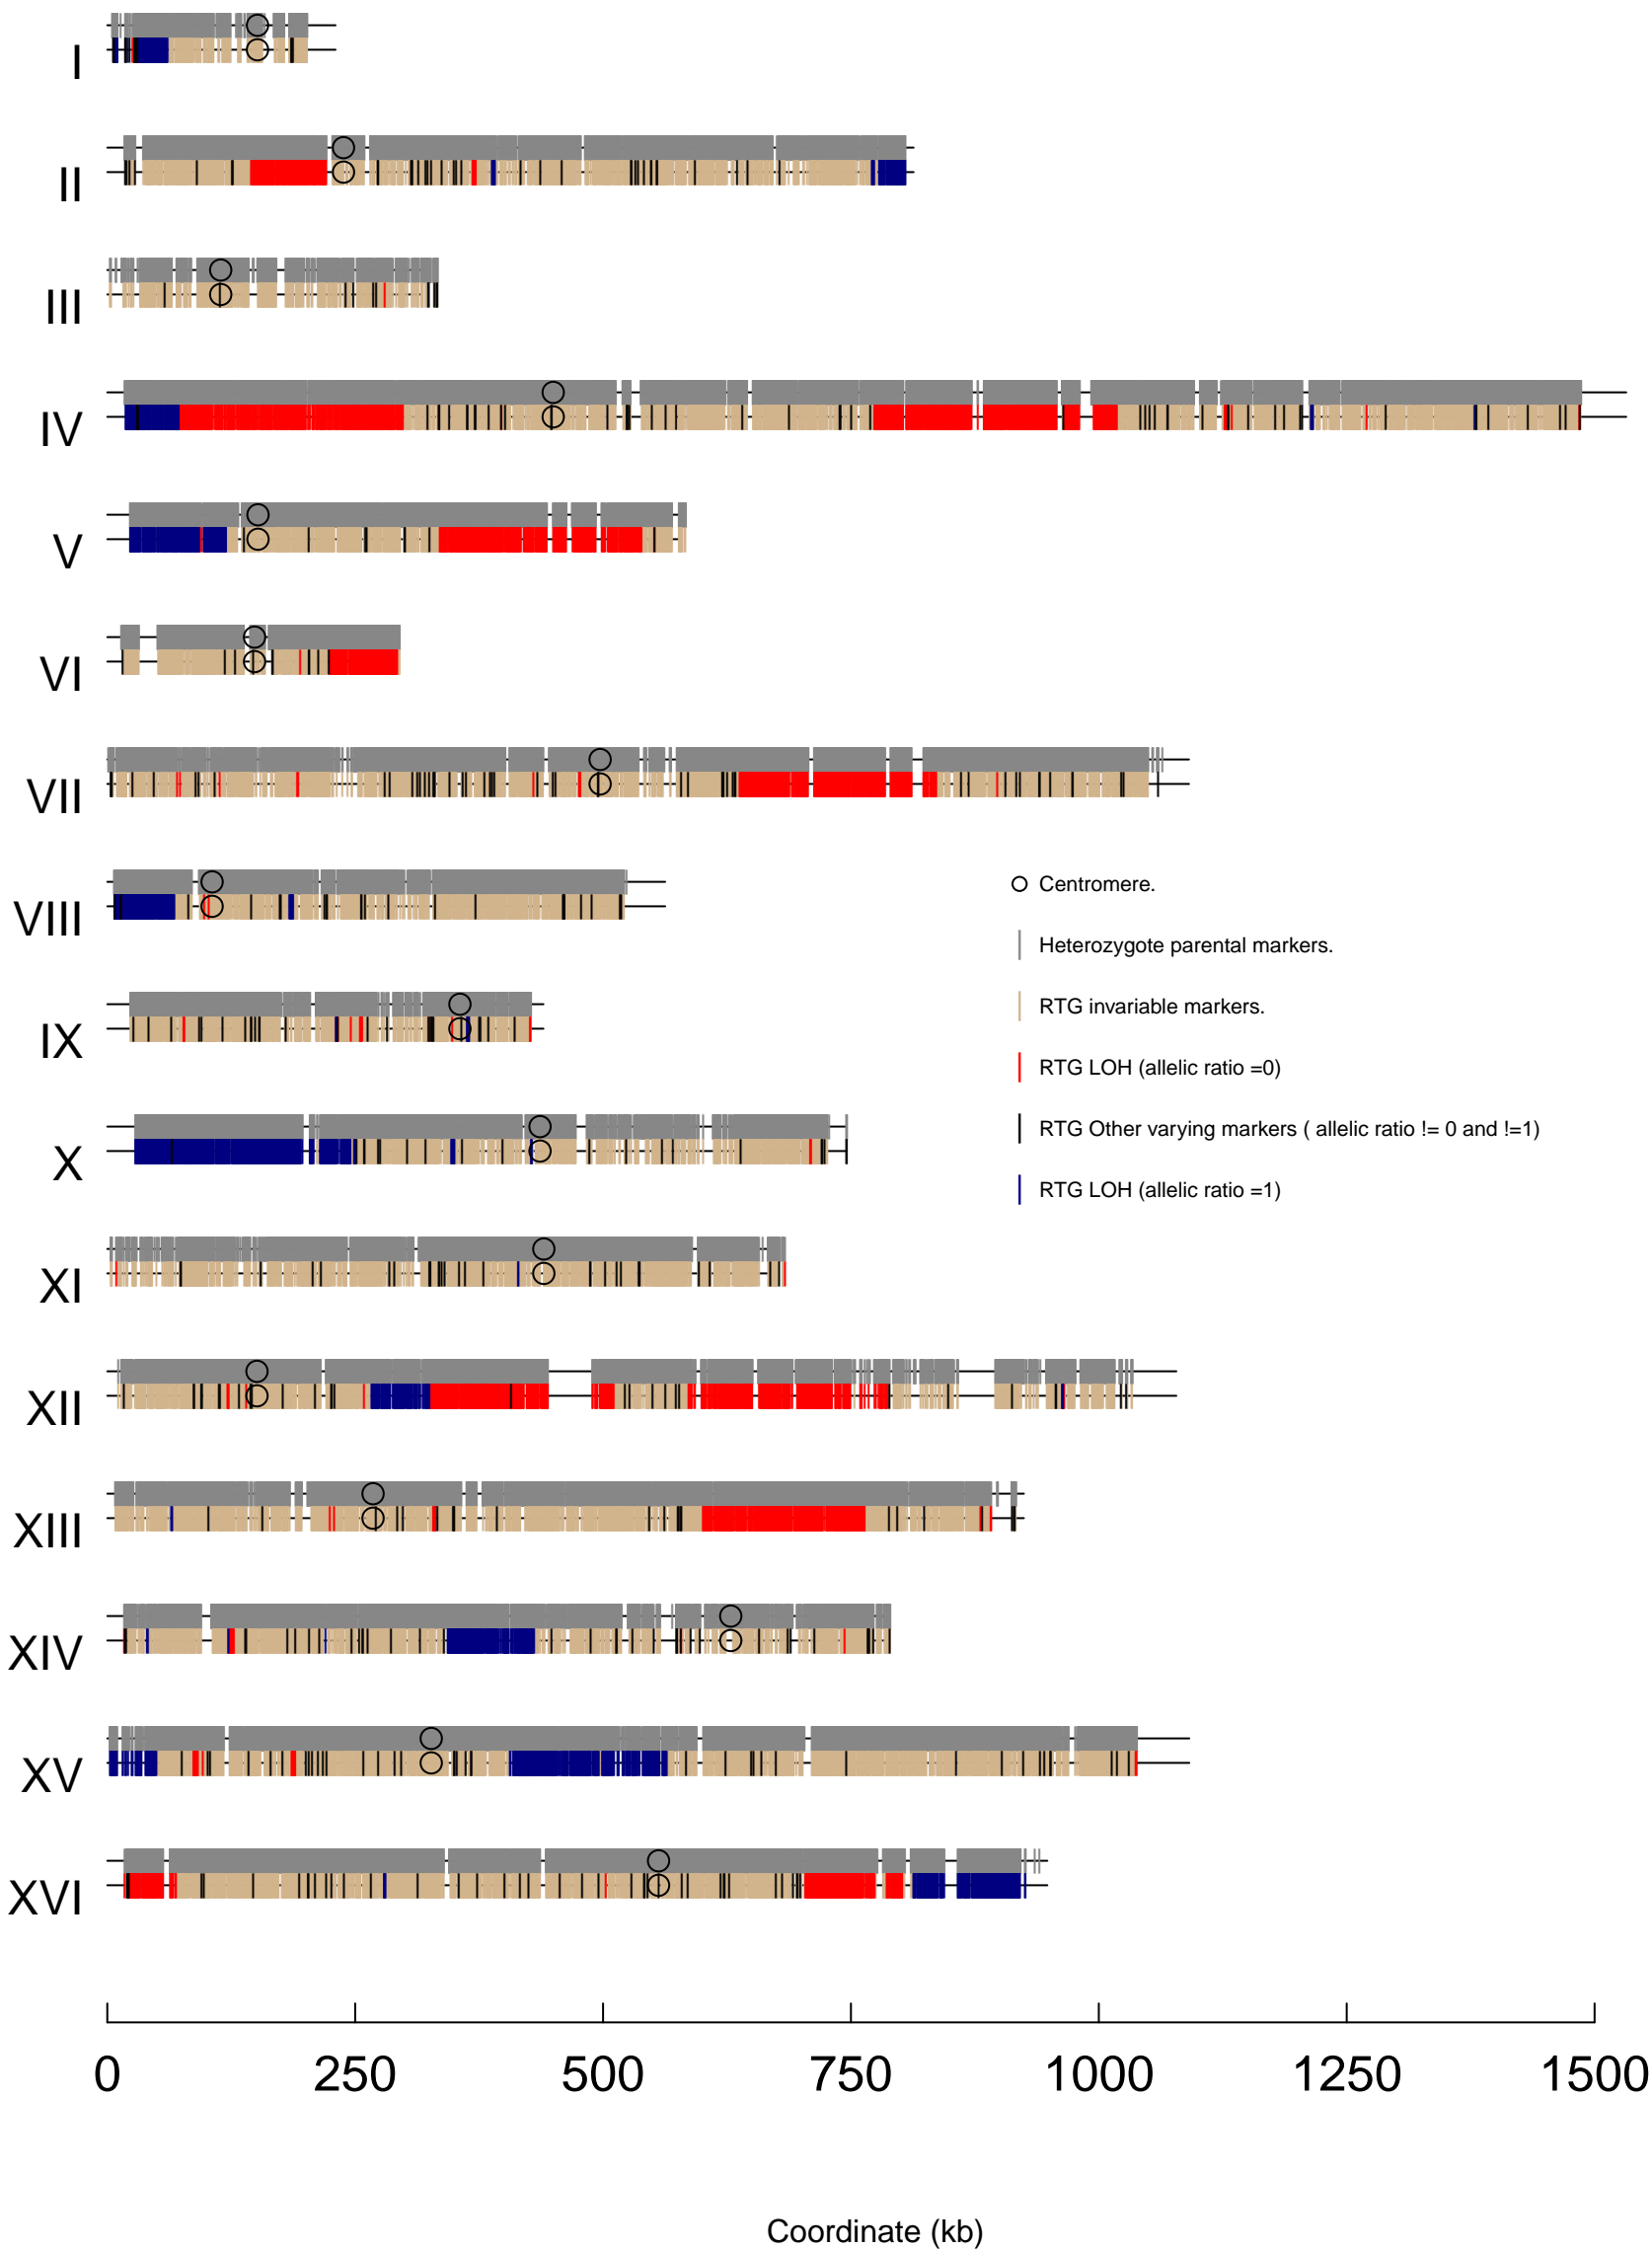 I
II
III
IV
V
VI
VII
VIII
IX
X
XI
XII
XIII
XIV
XV
XVI
Centromere.
Heterozygote parental markers.
RTG invariable markers.
RTG LOH (allelic ratio =0)
RTG Other varying markers ( allelic ratio != 0 and !=1)
RTG LOH (allelic ratio =1)
0 250 500 750 1000 1250 1500
Coordinate (kb)